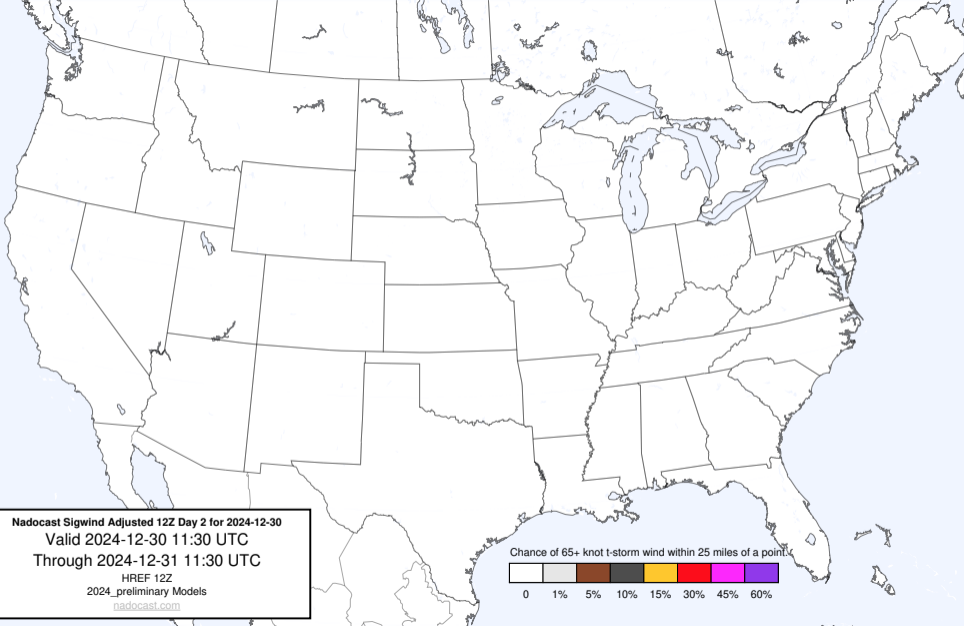 Nadocast Sigwind Adjusted 12Z Day 2 for 2024-12-30
Valid 2024-12-30 11:30 UTC
Through 2024-12-31 11:30 UTC
HREF 12Z
2024_preliminary Models
nadocast.com
Chance of 65+ knot t-storm wind within 25 miles of a point.
0 1% 5% 10% 15% 30% 45% 60%